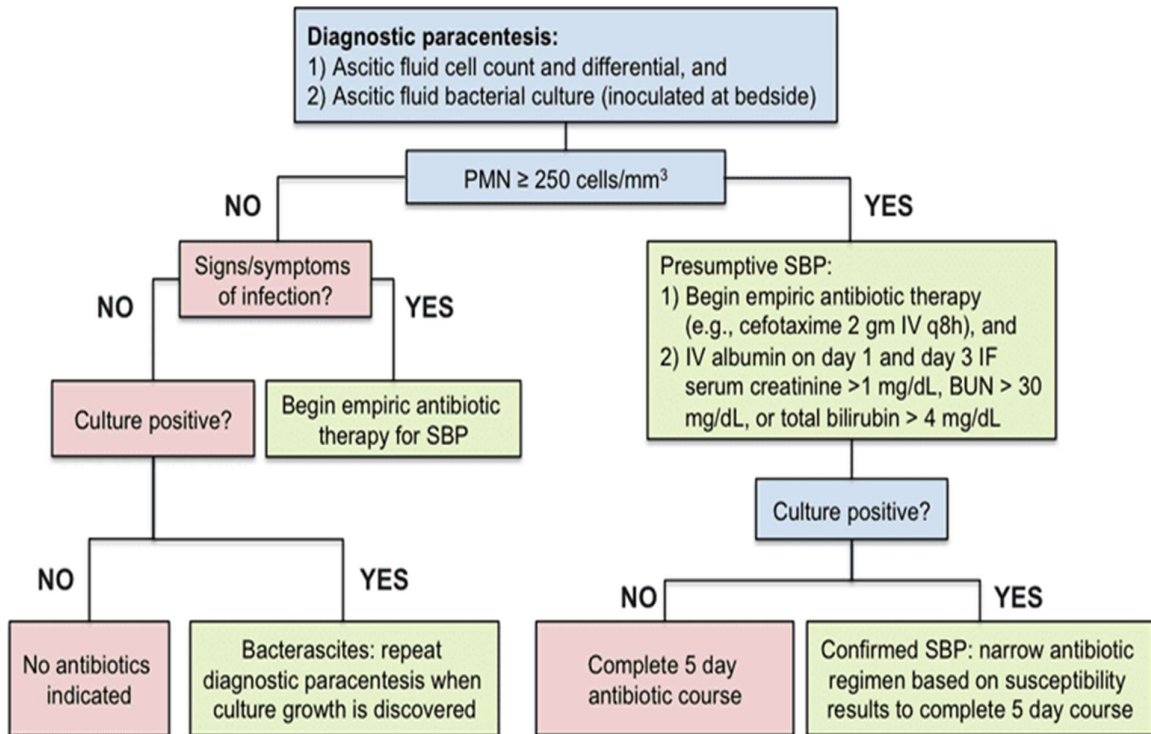 Diagnostic paracentesis:
1) Ascitic fluid cell count and differential, and
2) Ascitic fluid bacterial culture (inoculated at bedside)
PMN ≥ 250 cells/mm³
NO
YES
Signs/symptoms
of infection?
Presumptive SBP:
1) Begin empiric antibiotic therapy
(e.g., cefotaxime 2 gm IV q8h), and
2) IV albumin on day 1 and day 3 IF
serum creatinine >1 mg/dL, BUN > 30
mg/dL, or total bilirubin > 4 mg/dL
NO
YES
Culture positive?
Begin empiric antibiotic
therapy for SBP
Culture positive?
NO
YES
NO
YES
No antibiotics
indicated
Bacterascites: repeat
diagnostic paracentesis when
culture growth is discovered
Complete 5 day
antibiotic course
Confirmed SBP: narrow antibiotic
regimen based on susceptibility
results to complete 5 day course